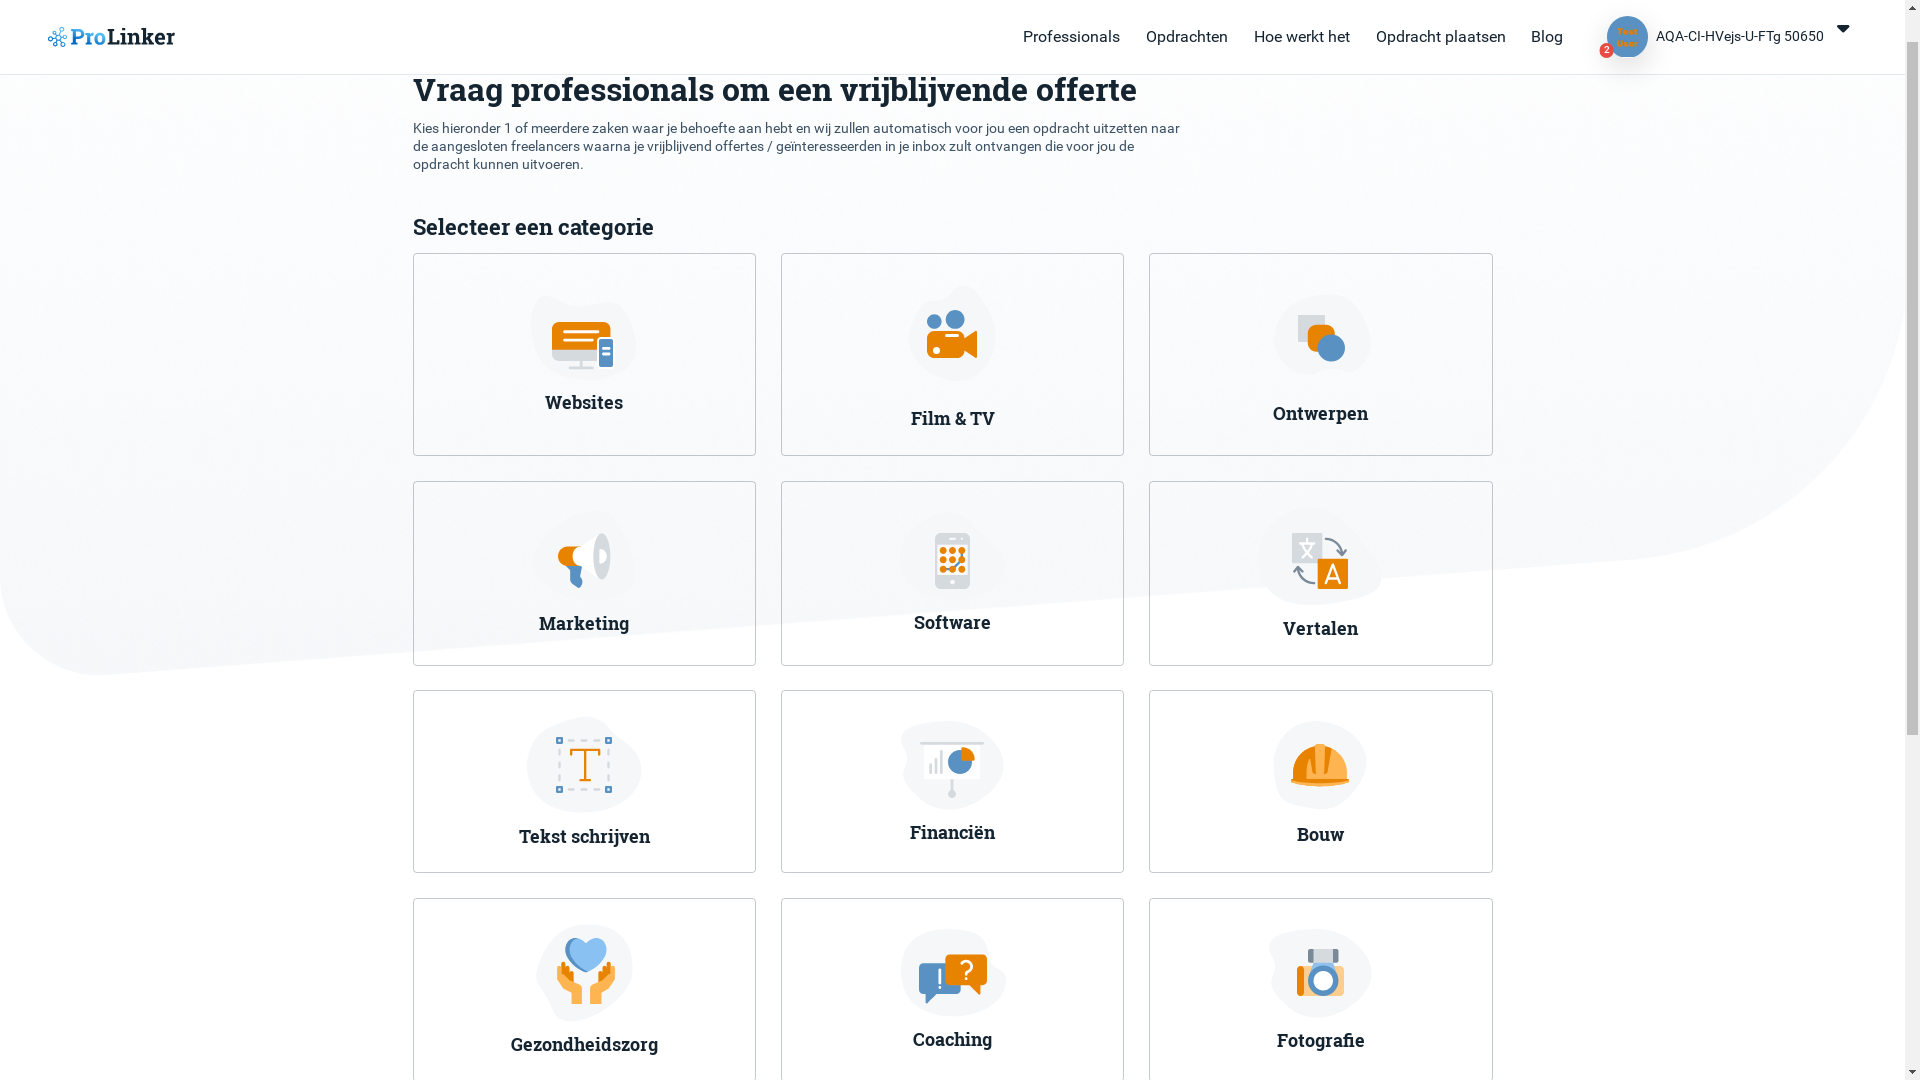 ProLinker
Professionals
Opdrachten
Hoe werkt het
Opdracht plaatsen
Blog
Test
User
2
AQA-CI-HVejs-U-FTg 50650
Vraag professionals om een vrijblijvende offerte
Kies hieronder 1 of meerdere zaken waar je behoefte aan hebt en wij zullen automatisch voor jou een opdracht uitzetten naar
de aangesloten freelancers waarna je vrijblijvend offertes / geïnteresseerden in je inbox zult ontvangen die voor jou de
opdracht kunnen uitvoeren.
Selecteer een categorie
Websites
Film & TV
Ontwerpen
Marketing
Software
Vertalen
Tekst schrijven
Financiën
Bouw
Gezondheidszorg
Coaching
Fotografie